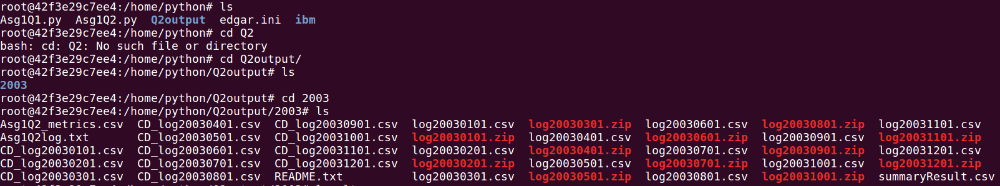 root@42f3e29c7ee4:/home/python# ls
Asg1Q1.py  Asg1Q2.py  Q2output  edgar.ini  ibm
root@42f3e29c7ee4:/home/python# cd Q2
bash: cd: Q2: No such file or directory
root@42f3e29c7ee4:/home/python# cd Q2output/
root@42f3e29c7ee4:/home/python/Q2output# ls
2003
root@42f3e29c7ee4:/home/python/Q2output# cd 2003
root@42f3e29c7ee4:/home/python/Q2output/2003# ls
Asg1Q2_metrics.csv  CD_log20030401.csv  CD_log20030901.csv  log20030101.csv  log20030301.zip  log20030601.csv  log20030801.zip  log20031101.csv
Asg1Q2log.txt       CD_log20030501.csv  CD_log20031001.csv  log20030101.zip  log20030401.csv  log20030601.zip  log20030901.csv  log20031101.zip
CD_log20030101.csv  CD_log20030601.csv  CD_log20031101.csv  log20030201.csv  log20030401.zip  log20030701.csv  log20030901.zip  log20031201.csv
CD_log20030201.csv  CD_log20030701.csv  CD_log20031201.csv  log20030201.zip  log20030501.csv  log20030701.zip  log20031001.csv  log20031201.zip
CD_log20030301.csv  CD_log20030801.csv  README.txt          log20030301.csv  log20030501.zip  log20030801.csv  log20031001.zip  summaryResult.csv